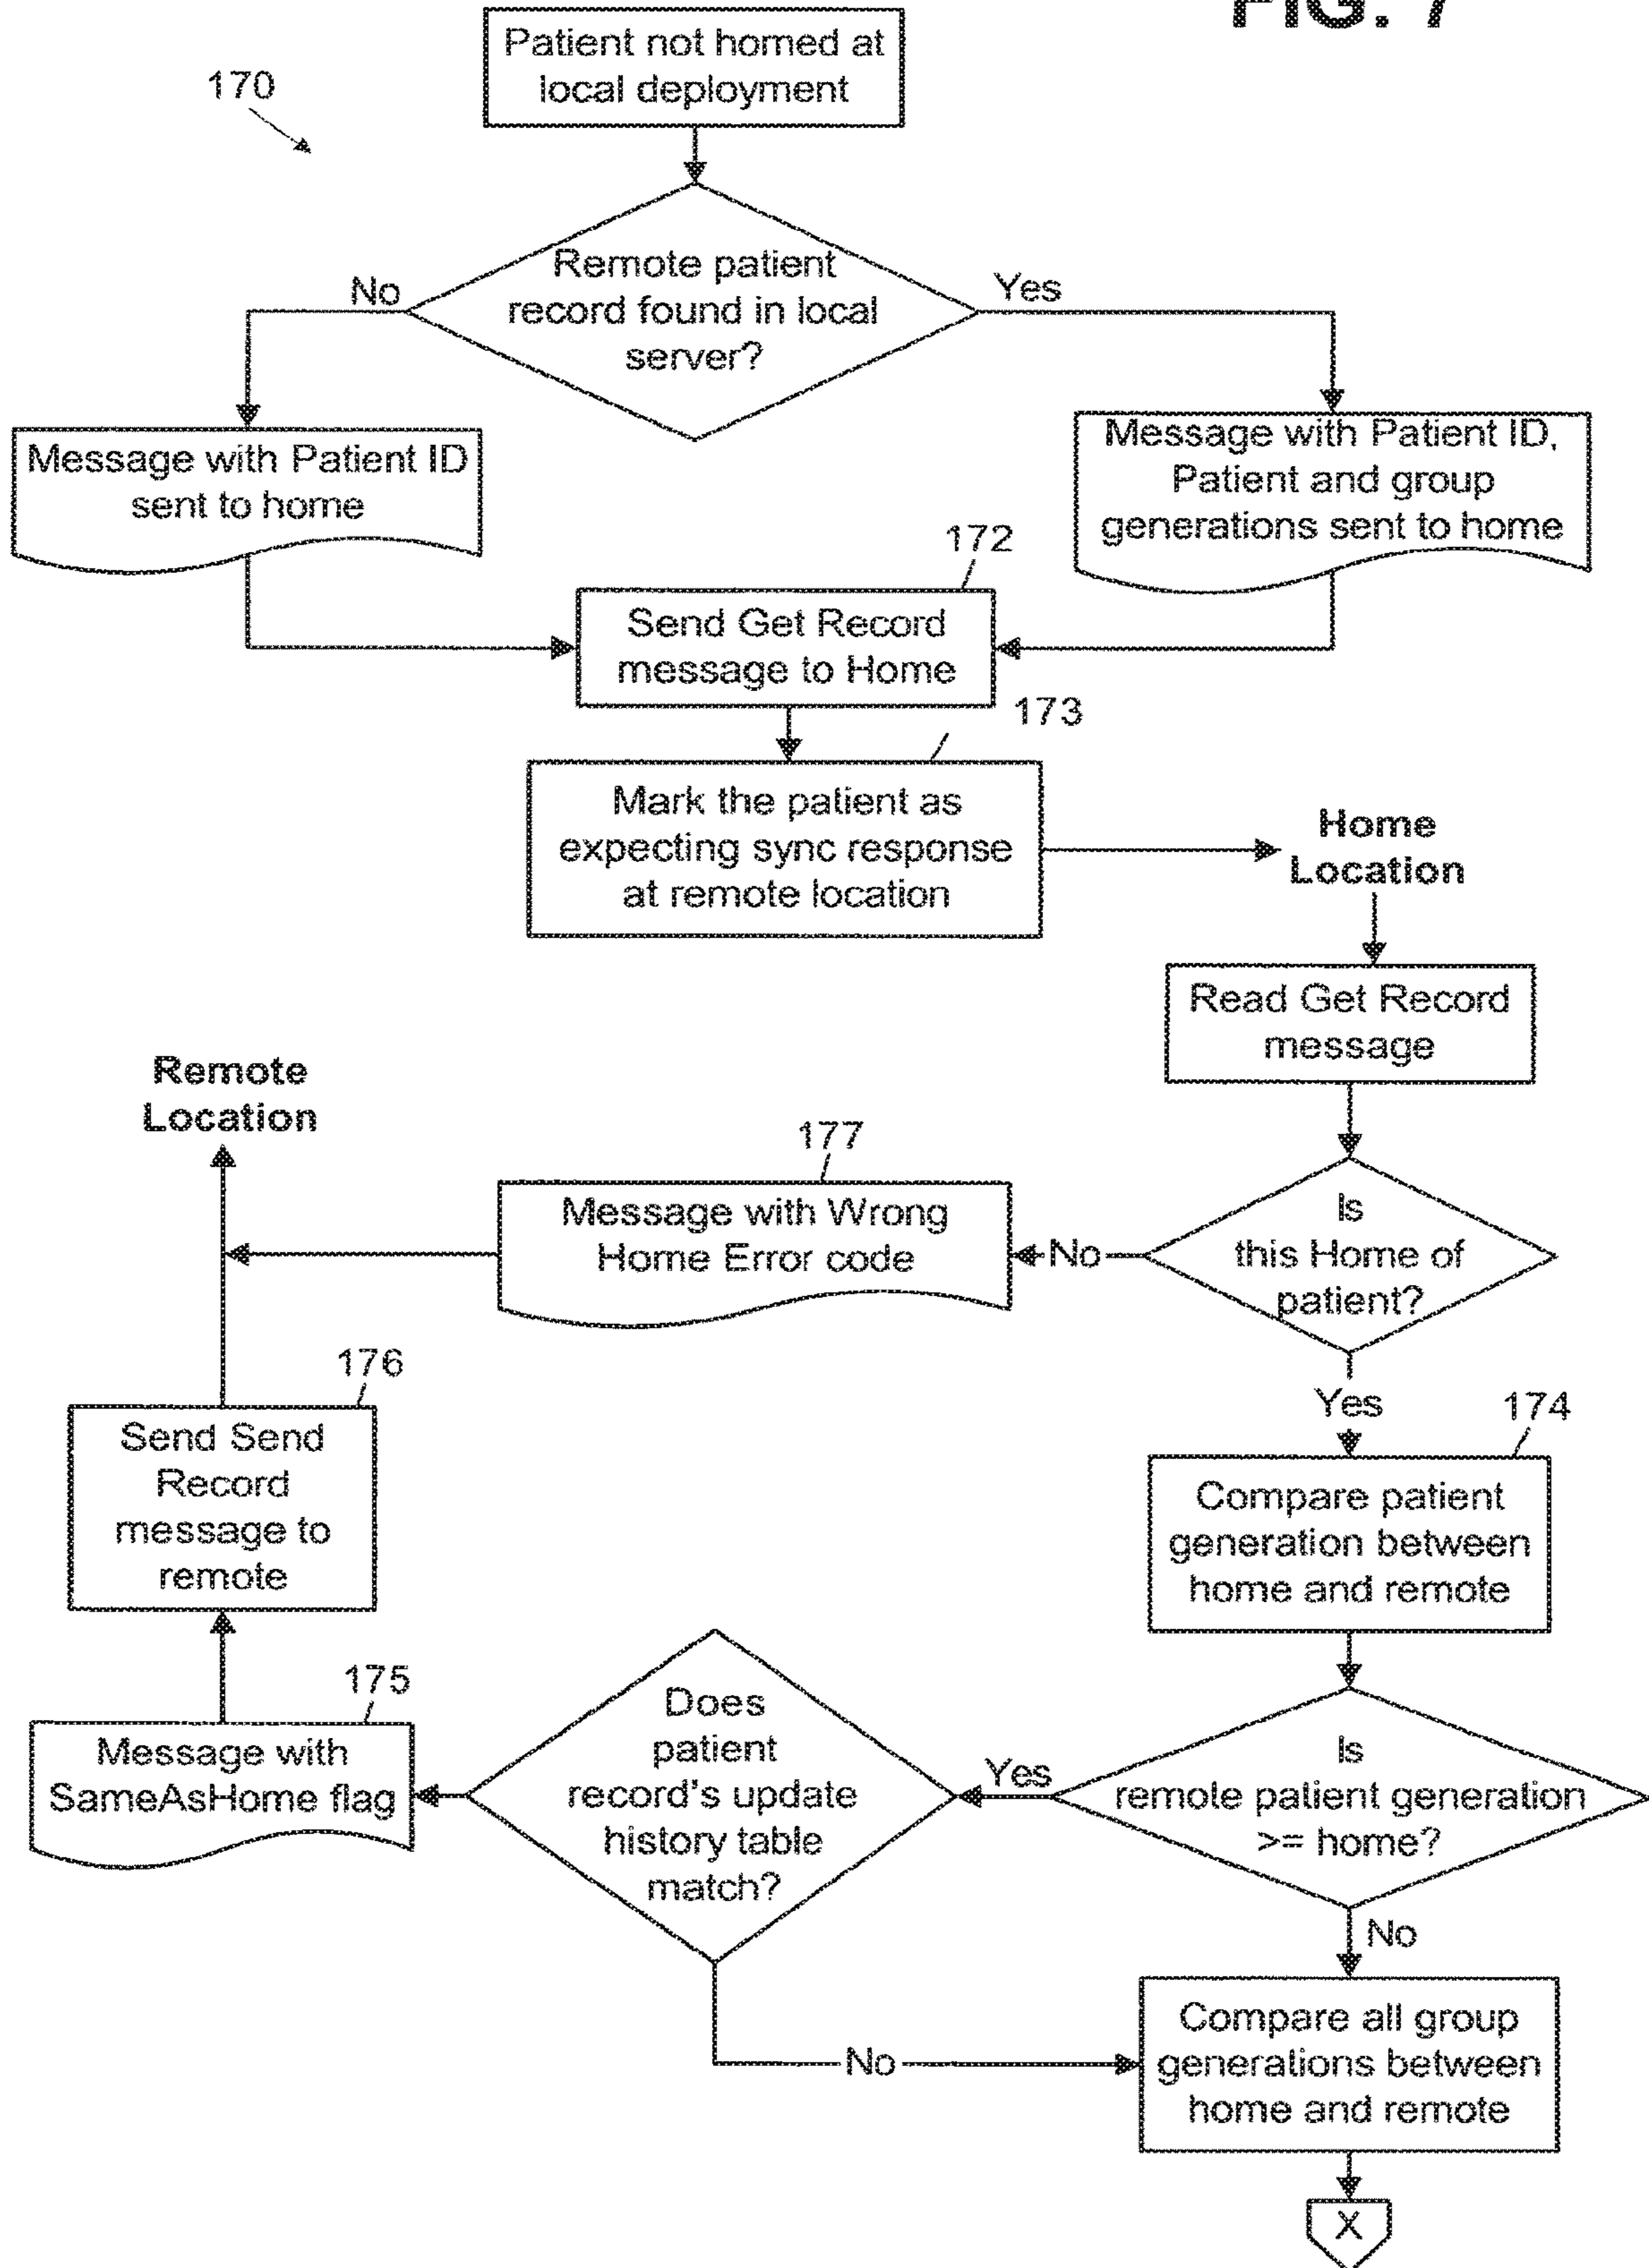 FIG. 7
Patient not homed at
local deployment
170
Remote patient
record found in local
server?
No
Yes
Message with Patient ID
sent to home
Message with Patient ID,
Patient and group
generations sent to home
172
Send Get Record
message to Home
173
Mark the patient as
expecting sync response
at remote location
Home
Location
Read Get Record
message
Remote
Location
177
Message with Wrong
Home Error code
No
Is
this Home of
patient?
176
Send Send
Record
message to
remote
Yes
174
Compare patient
generation between
home and remote
175
Message with
SameAsHome flag
Does
patient
record's update
history table
match?
Yes
Is
remote patient generation
>= home?
No
No
Compare all group
generations between
home and remote
X